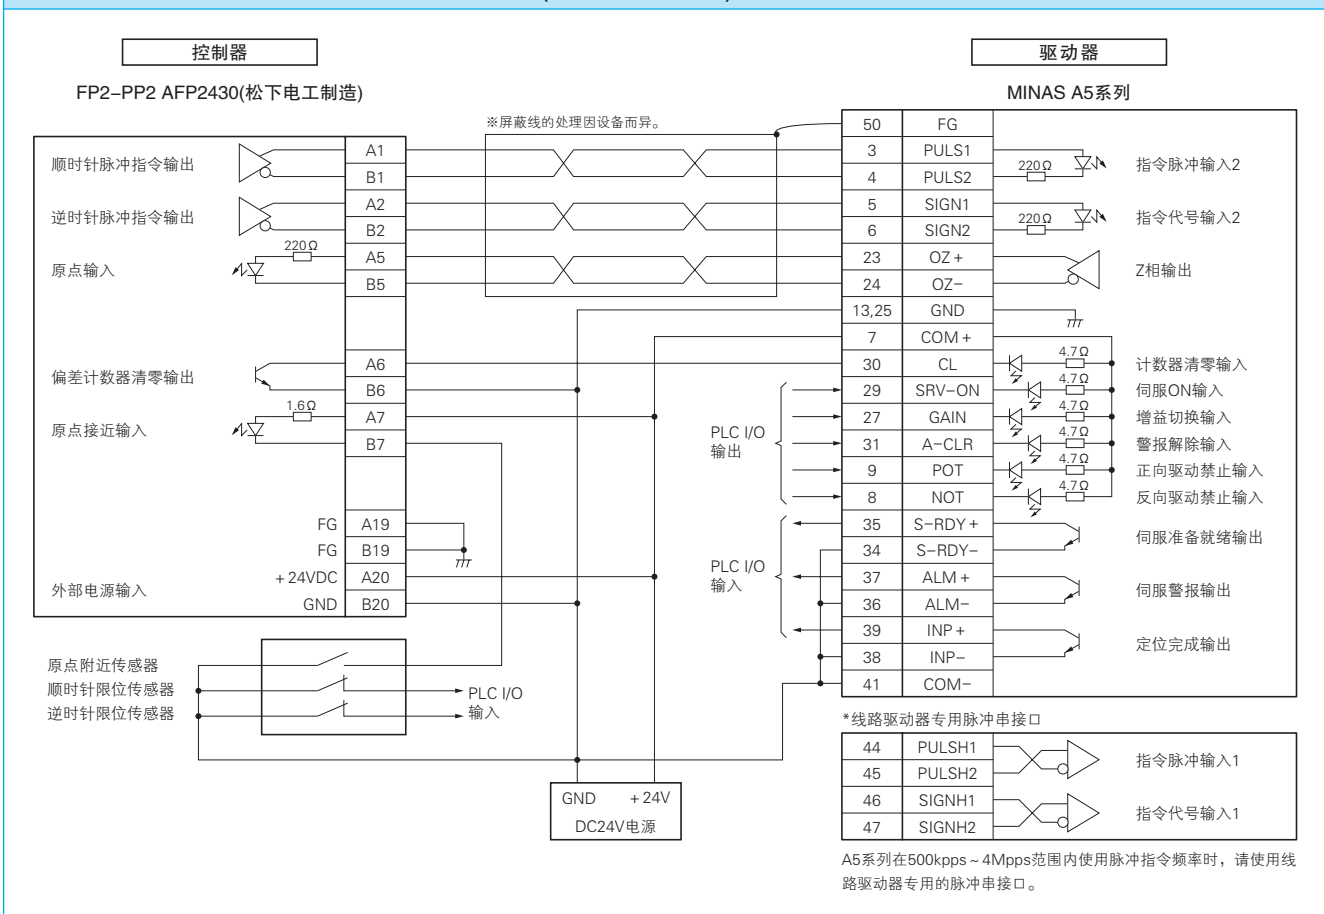 控制器
FP2-PP2 AFP2430(松下电工制造)
驱动器
MINAS A5系列
※屏蔽线的处理因设备而异。
顺时针脉冲指令输出
A1
B1
逆时针脉冲指令输出
A2
B2
原点输入
220Ω
A5
B5
偏差计数器清零输出
A6
B6
原点接近输入
1.6Ω
A7
B7
FG A19
FG B19
外部电源输入
+24VDC A20
GND B20
原点附近传感器
顺时针限位传感器
逆时针限位传感器
PLC I/O
输入
GND +24V
DC24V电源
PLC I/O
输出
PLC I/O
输入
50 FG
3 PULS1
4 PULS2
220Ω
指令脉冲输入2
5 SIGN1
6 SIGN2
220Ω
指令代号输入2
23 OZ+
24 OZ-
Z相输出
13,25 GND
7 COM+
30 CL 4.7Ω 计数器清零输入
29 SRV-ON 4.7Ω 伺服ON输入
27 GAIN 4.7Ω 增益切换输入
31 A-CLR 4.7Ω 警报解除输入
9 POT 4.7Ω 正向驱动禁止输入
8 NOT 4.7Ω 反向驱动禁止输入
35 S-RDY+
34 S-RDY-
伺服准备就绪输出
37 ALM+
36 ALM-
伺服警报输出
39 INP+
38 INP-
定位完成输出
41 COM-
*线路驱动器专用脉冲串接口
44 PULSH1
45 PULSH2
指令脉冲输入1
46 SIGNH1
47 SIGNH2
指令代号输入1
A5系列在500kpps~4Mpps范围内使用脉冲指令频率时，请使用线
路驱动器专用的脉冲串接口。